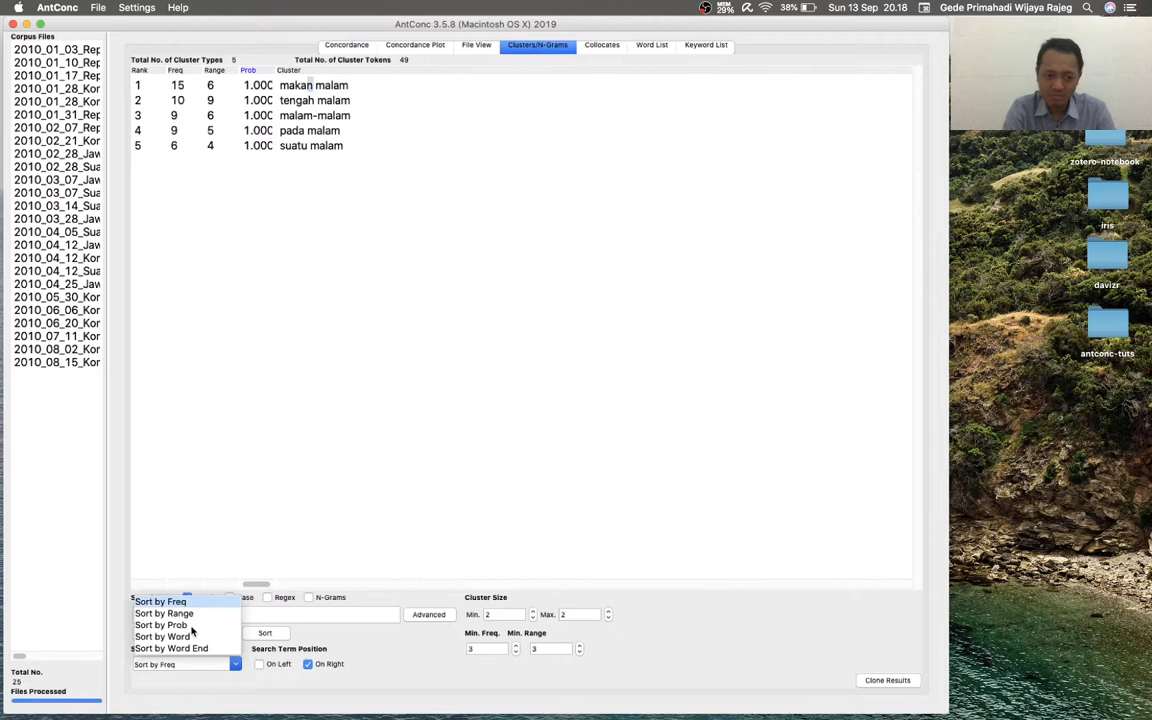 AntConc File Edit Settings Help MEM 29% 38% Sun 13 Sep 20.18 Gede Primahadi Wijaya Rajeg
AntConc 3.5.8 (Macintosh OS X) 2019
Corpus Files
2010_01_03_Rep
2010_01_10_Rep
2010_01_17_Rep
2010_01_28_Kor
2010_01_28_Kor
2010_01_31_Rep
2010_02_07_Rep
2010_02_21_Kor
2010_02_28_Jaw
2010_02_28_Sua
2010_03_07_Jaw
2010_03_07_Sua
2010_03_14_Sua
2010_03_28_Jaw
2010_04_05_Sua
2010_04_12_Jaw
2010_04_12_Kor
2010_04_12_Sua
2010_04_25_Jaw
2010_05_30_Kor
2010_06_06_Kor
2010_06_20_Kor
2010_07_11_Kor
2010_08_02_Kor
2010_08_15_Kor
Total No.
25
Files Processed
Concordance Concordance Plot File View Clusters/N-Grams Collocates Word List Keyword List
Total No. of Cluster Types 5 Total No. of Cluster Tokens 49
Rank Freq Range Prob Cluster
1 15 6 1.000 makan malam
2 10 9 1.000 tengah malam
3 9 6 1.000 malam-malam
4 9 5 1.000 pada malam
5 6 4 1.000 suatu malam
Regex N-Grams
Sort by Freq
Sort by Range
Sort by Prob
Sort by Word
Sort by Word End
Advanced
Sort
Search Term Position
Sort by Freq On Left On Right
Cluster Size
Min. 2 Max. 2
Min. Freq. Min. Range
3 3
Clone Results
zotero-notebook
iris
davizr
antconc-tuts